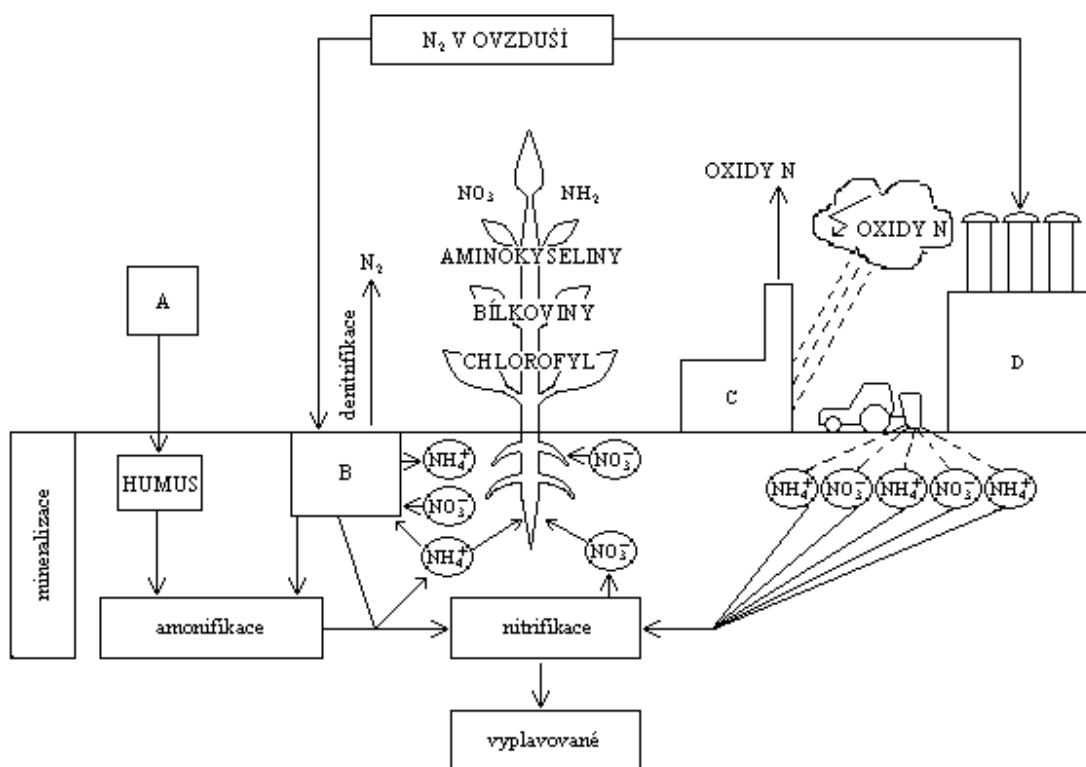 N₂ V OVZDUŠÍ
OXIDY N
NO₃
NH₂
OXIDY N
AMINOKYSELINY
N₂
A
BÍLKOVINY
denitrifikace
CHLOROFYL
C
D
B
NH₄⁺
NO₃⁻
HUMUS
NO₃
NH₄⁺
NO₃⁻
NH₄⁺
NO₃⁻
NH₄⁺
NH₄⁺
NO₃⁻
mineralizace
amonifikace
nitrifikace
vyplavované